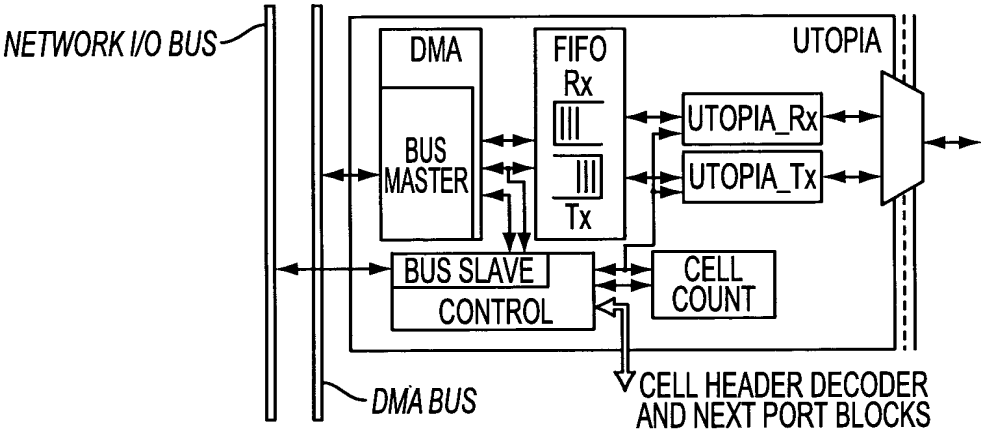 NETWORK I/O BUS
DMA
FIFO
Rx
UTOPIA
BUS
MASTER
UTOPIA_Rx
UTOPIA_Tx
Tx
BUS SLAVE
CONTROL
CELL
COUNT
DMA BUS
CELL HEADER DECODER
AND NEXT PORT BLOCKS